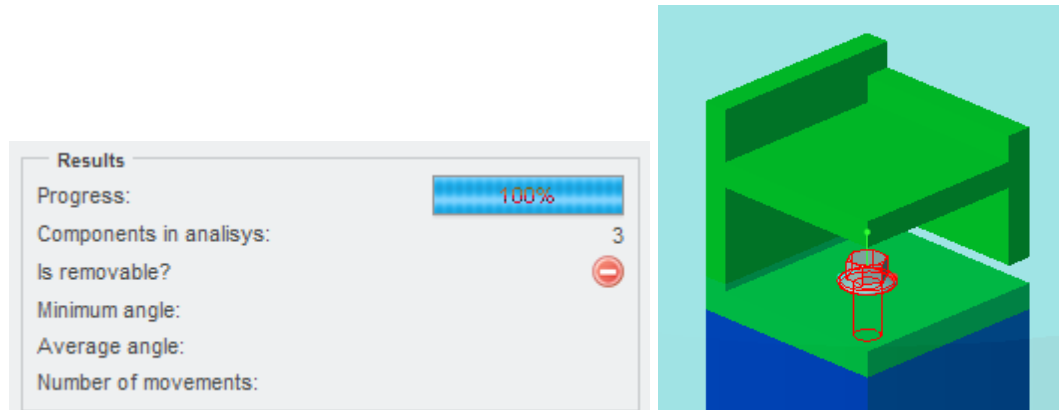 Results
Progress: 100%
Components in analisys: 3
Is removable?
Minimum angle:
Average angle:
Number of movements: